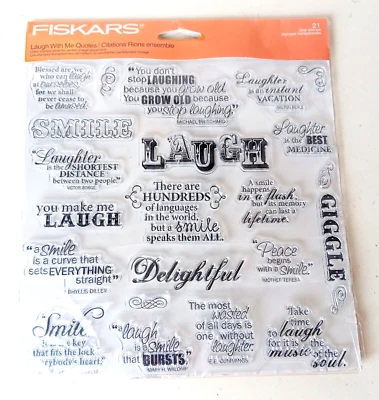 FISKARS
21
Laugh With Me Quotes / Citations Rions ensemble
Blessed are we
who can laugh
at ourselves
for we shall
never cease to
be amused.
"You don't
stop LAUGHING
because you grow old.
You GROW OLD because
you stop laughing."
MICHAEL PRITCHARD
Laughter
is an instant
VACATION
SMILE
LAUGH
Laughter
is the BEST
MEDICINE
Laughter
is the SHORTEST
DISTANCE
between two people."
VICTOR BORGE
There are
HUNDREDS
of languages
in the world,
but a smile
speaks them ALL.
A smile
happens
in a flash,
but its memory
can last a
lifetime.
GIGGLE
you make me
LAUGH
"a Smile
is a curve that
sets EVERYTHING
straight"
PHYLLIS DILLER
Delightful
"Peace
begins
with a Smile."
MOTHER TERESA
a Smile
is the key
that fits the lock
everybody's heart."
"a
laugh
is a smile
that BURSTS."
MARY H. WALDRIP
The most
wasted
of all days is
one without
laughter.
E.E. CUMMINGS
"Take
time to
laugh
for it is the
music of
the soul.